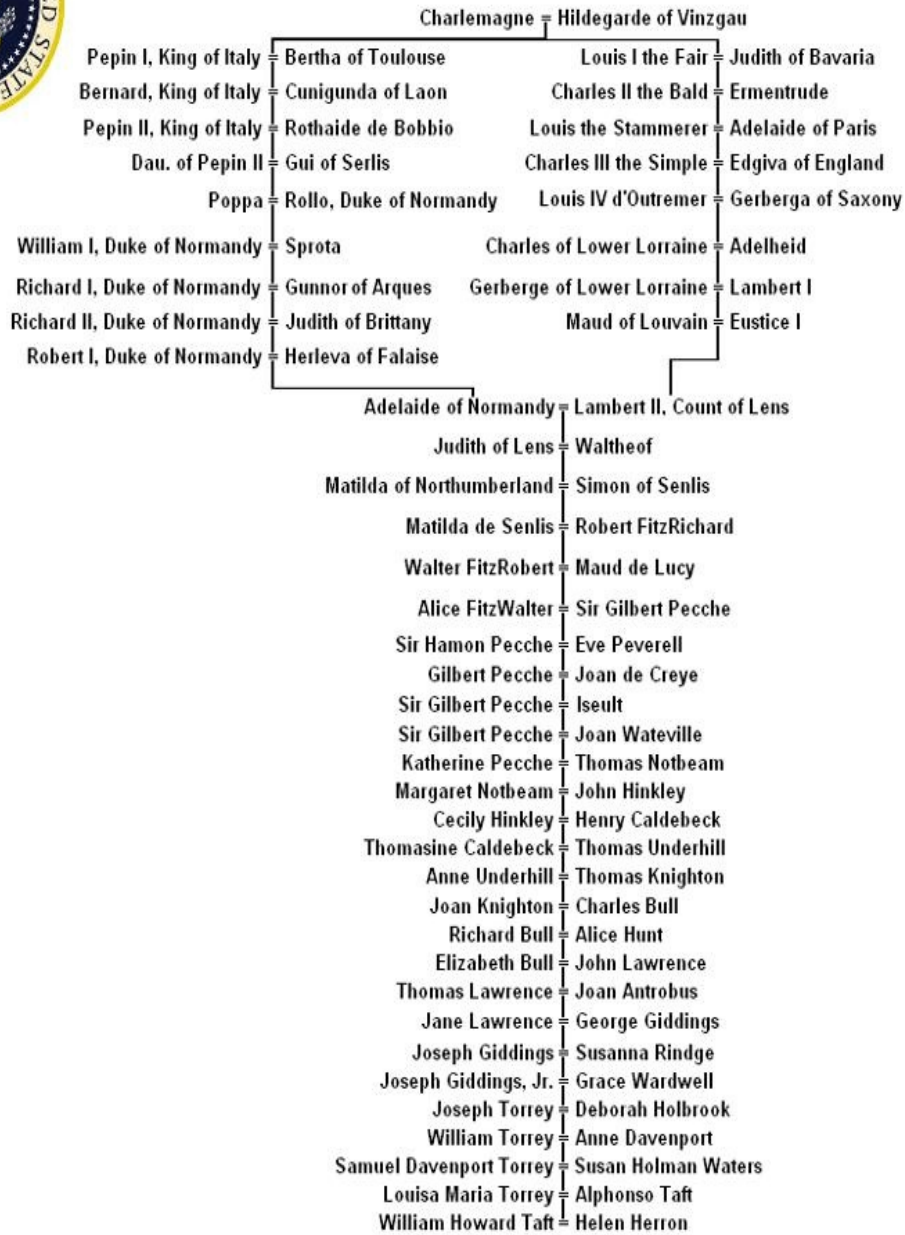 D STATE
Charlemagne = Hildegarde of Vinzgau
Pepin I, King of Italy = Bertha of Toulouse
Louis I the Fair = Judith of Bavaria
Bernard, King of Italy = Cunigunda of Laon
Charles II the Bald = Ermentrude
Pepin II, King of Italy = Rothaide de Bobbio
Louis the Stammerer = Adelaide of Paris
Dau. of Pepin II = Gui of Serlis
Charles III the Simple = Edgiva of England
Poppa = Rollo, Duke of Normandy
Louis IV d'Outremer = Gerberga of Saxony
William I, Duke of Normandy = Sprota
Charles of Lower Lorraine = Adelheid
Richard I, Duke of Normandy = Gunnor of Arques
Gerberge of Lower Lorraine = Lambert I
Richard II, Duke of Normandy = Judith of Brittany
Maud of Louvain = Eustice I
Robert I, Duke of Normandy = Herleva of Falaise
Adelaide of Normandy = Lambert II, Count of Lens
Judith of Lens = Waltheof
Matilda of Northumberland = Simon of Senlis
Matilda de Senlis = Robert FitzRichard
Walter FitzRobert = Maud de Lucy
Alice FitzWalter = Sir Gilbert Pecche
Sir Hamon Pecche = Eve Peverell
Gilbert Pecche = Joan de Creye
Sir Gilbert Pecche = Iseult
Sir Gilbert Pecche = Joan Wateville
Katherine Pecche = Thomas Notbeam
Margaret Notbeam = John Hinkley
Cecily Hinkley = Henry Caldebeck
Thomasine Caldebeck = Thomas Underhill
Anne Underhill = Thomas Knighton
Joan Knighton = Charles Bull
Richard Bull = Alice Hunt
Elizabeth Bull = John Lawrence
Thomas Lawrence = Joan Antrobus
Jane Lawrence = George Giddings
Joseph Giddings = Susanna Rindge
Joseph Giddings, Jr. = Grace Wardwell
Joseph Torrey = Deborah Holbrook
William Torrey = Anne Davenport
Samuel Davenport Torrey = Susan Holman Waters
Louisa Maria Torrey = Alphonso Taft
William Howard Taft = Helen Herron